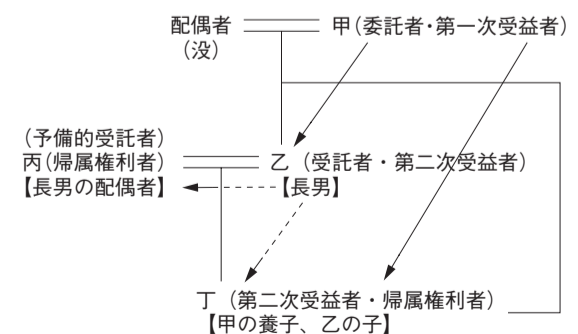 配偶者
(没)
甲(委託者・第一次受益者)
(予備的受託者)
丙(帰属権利者)
【長男の配偶者】
乙(受託者・第二次受益者)
【長男】
丁(第二次受益者・帰属権利者)
【甲の養子、乙の子】